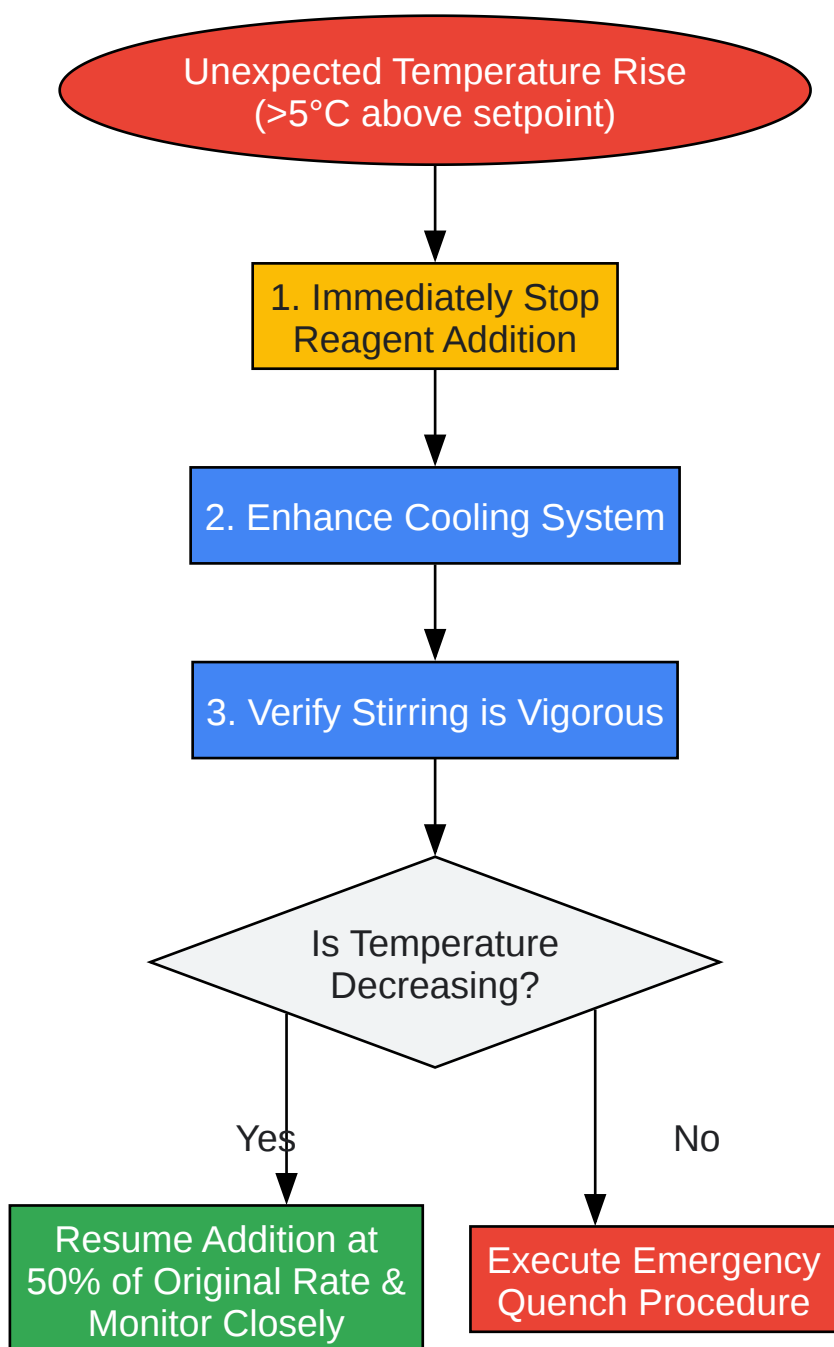 Unexpected Temperature Rise
(>5°C above setpoint)
1. Immediately Stop
Reagent Addition
2. Enhance Cooling System
3. Verify Stirring is Vigorous
Is Temperature
Decreasing?
Yes
No
Resume Addition at
50% of Original Rate &
Monitor Closely
Execute Emergency
Quench Procedure